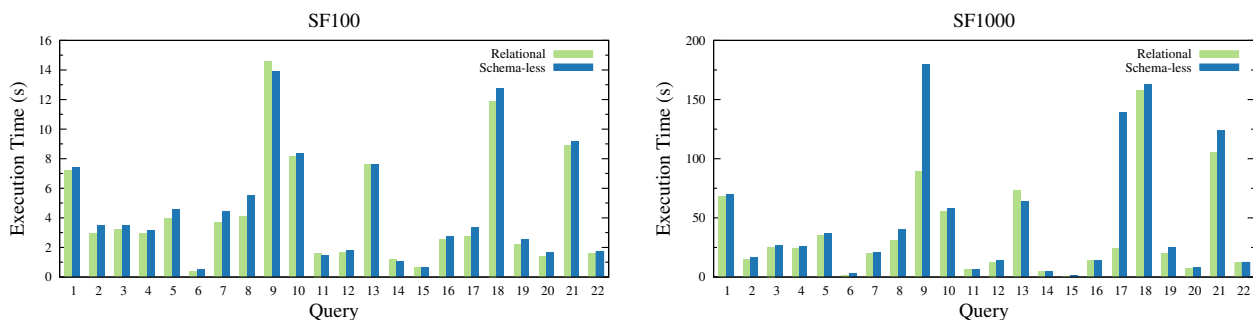 SF100
Execution Time (s)
16
14
12
10
8
6
4
2
0
Relational
Schema-less
1 2 3 4 5 6 7 8 9 10 11 12 13 14 15 16 17 18 19 20 21 22
Query
SF1000
Execution Time (s)
200
150
100
50
0
Relational
Schema-less
1 2 3 4 5 6 7 8 9 10 11 12 13 14 15 16 17 18 19 20 21 22
Query